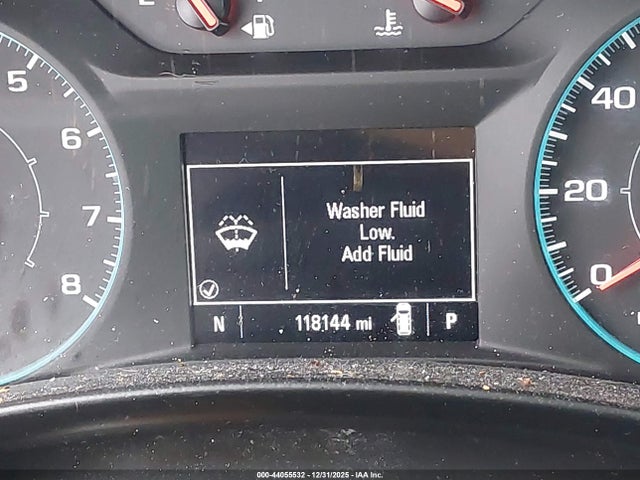 5
6
7
8
40
20
0
Washer Fluid
Low.
Add Fluid
N 118144 mi P
000-44055532 - 12/31/2025 - IAA Inc.